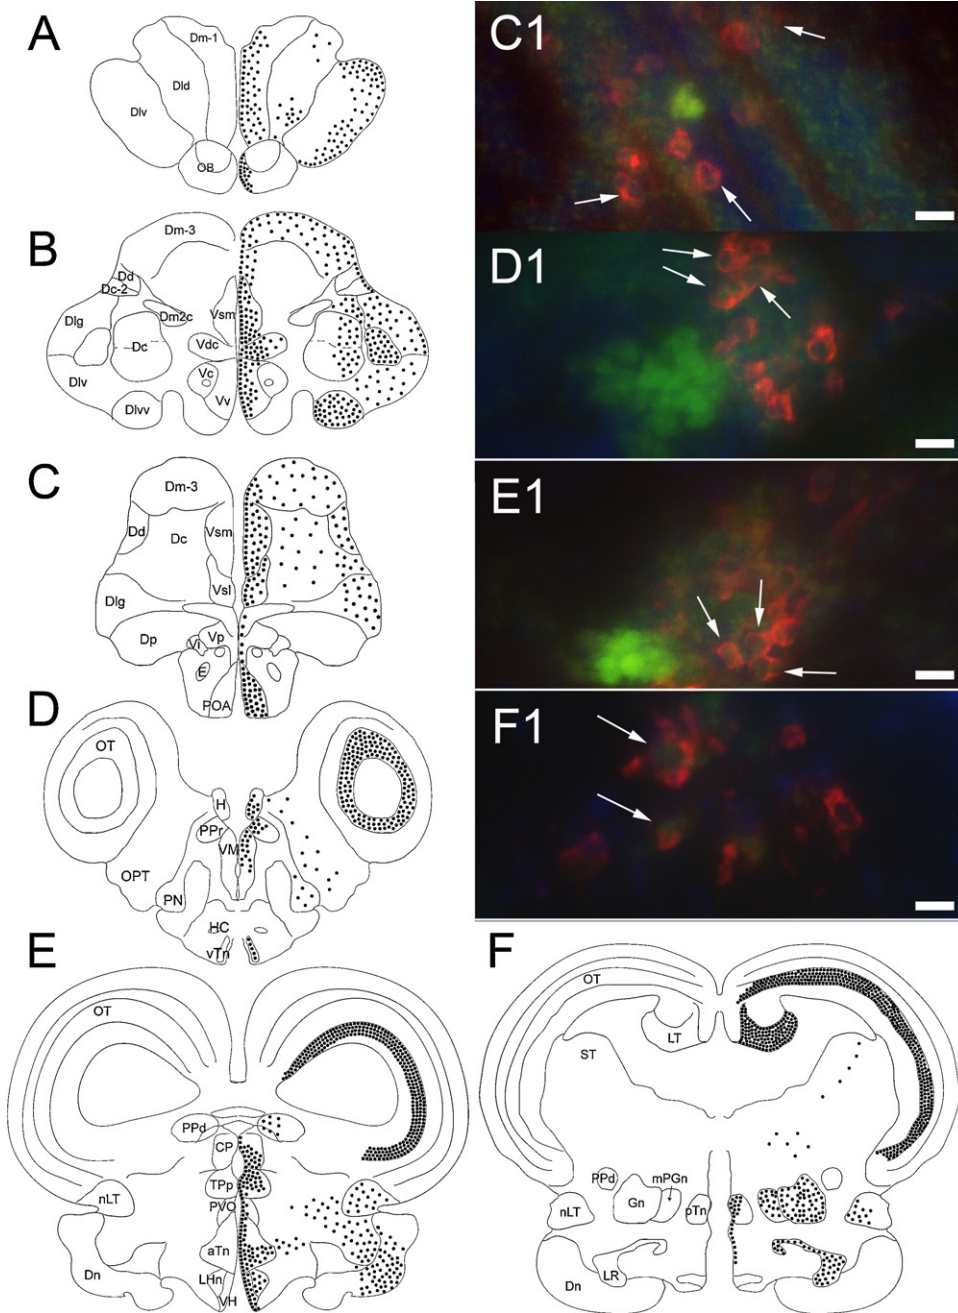 A
Dm-1
Dld
Dlv
OB
B
Dm-3
Dd
Dc-2
Dm2c
Vsm
Dlg
Dc
Vdc
Dlv
Vc
Vv
Dlvv
C
Dm-3
Dd
Dc
Vsm
Vsl
Dlg
Dp
Vi
Vp
E
POA
D
OT
H
PPr
VM
OPT
PN
HC
vTn
E
OT
PPd
CP
TPp
nLT
PVO
aTn
Dn
LHn
VH
C1
D1
E1
F1
F
OT
LT
ST
PPd
mPGn
nLT
Gn
pTn
LR
Dn